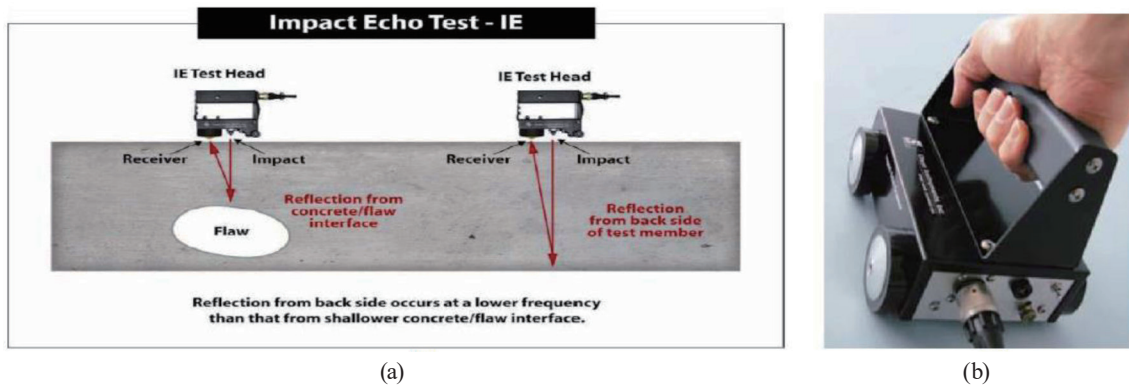 Impact Echo Test - IE
IE Test Head
IE Test Head
Receiver
Impact
Receiver
Impact
Reflection from
concrete/flaw
interface
Flaw
Reflection
from back side
of test member
Reflection from back side occurs at a lower frequency
than that from shallower concrete/flaw interface.
(a)
(b)